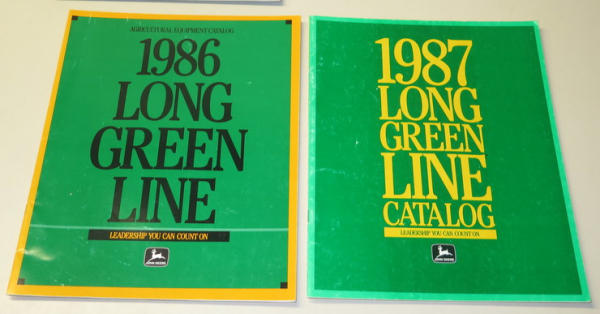 AGRICULTURAL EQUIPMENT CATALOG
1986
LONG
GREEN
LINE
LEADERSHIP YOU CAN COUNT ON
JOHN DEERE
1987
LONG
GREEN
LINE
CATALOG
LEADERSHIP YOU CAN COUNT ON
JOHN DEERE